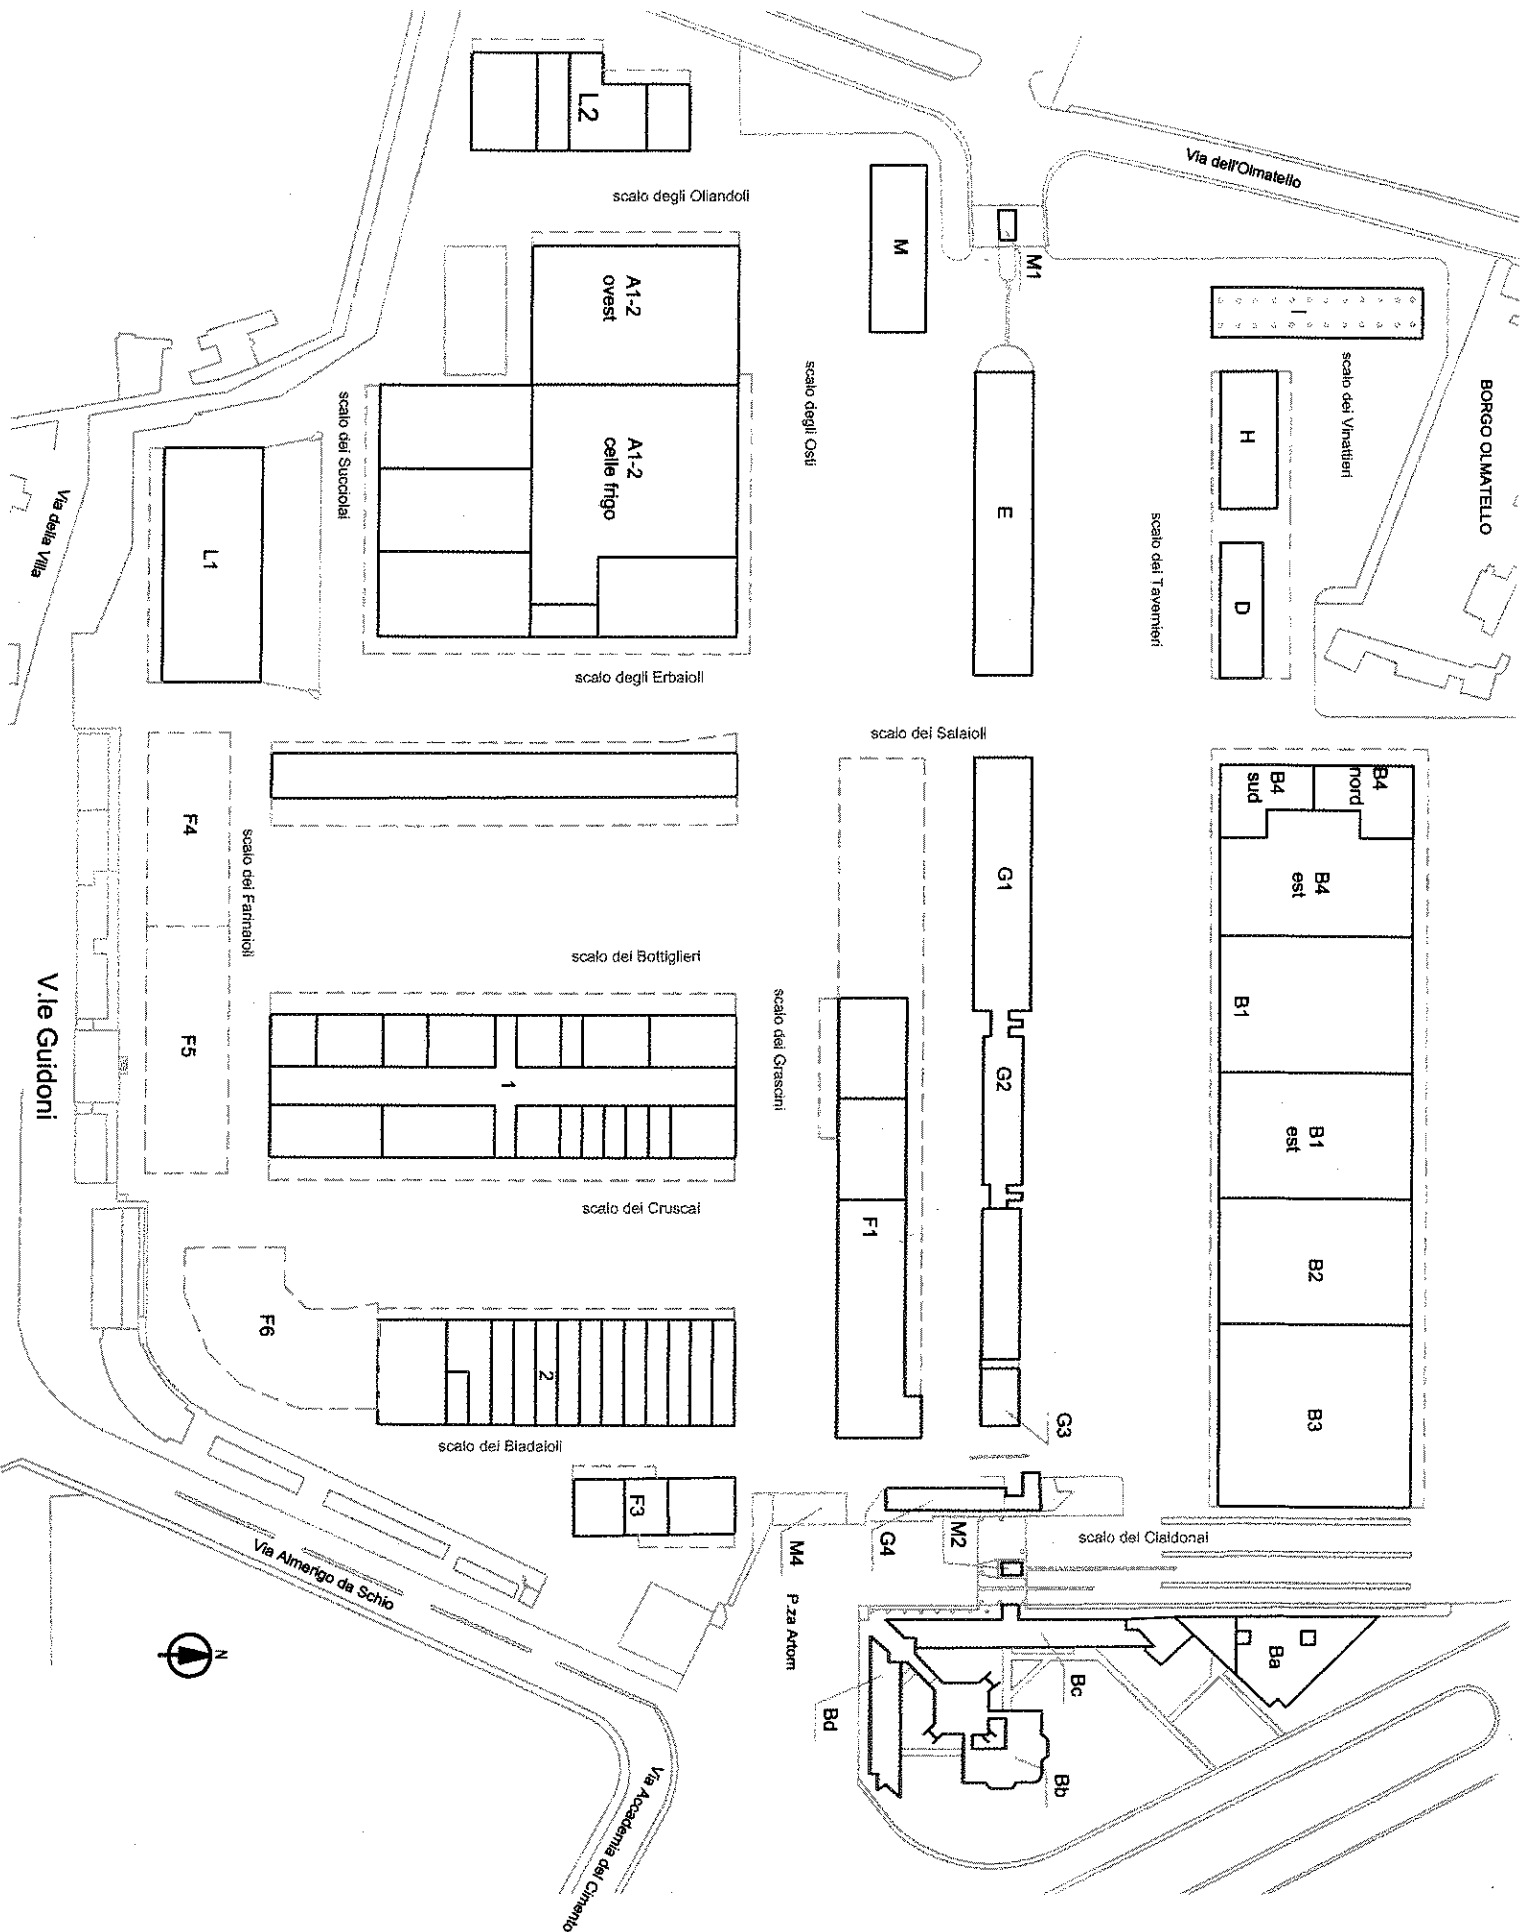 L2
scalo degli Oliandoli
Via dell'Olmatello
M
M1
I
scalo dei Vinattieri
BORGO OLMATELLO
A1-2
ovest
scalo degli Osti
H
A1-2
celle frigo
scalo dei Succiolai
E
scalo dei Tavernieri
D
Via della Villa
L1
scalo degli Erbaioli
scalo dei Salaioli
B4
nord
B4
sud
F4
scalo dei Farinaioli
G1
B4
est
scalo dei Bottiglieri
B1
V.le Guidoni
F5
scalo dei Grascini
1
G2
B1
est
scalo dei Cruscai
F1
B2
F6
2
B3
G3
scalo dei Biadaioli
F3
M4
G4
M2
scalo dei Cialdonai
Via Almerigo da Schio
P.za Artom
N
Ba
Bc
Bd
Bb
Via Accademia del Cimento